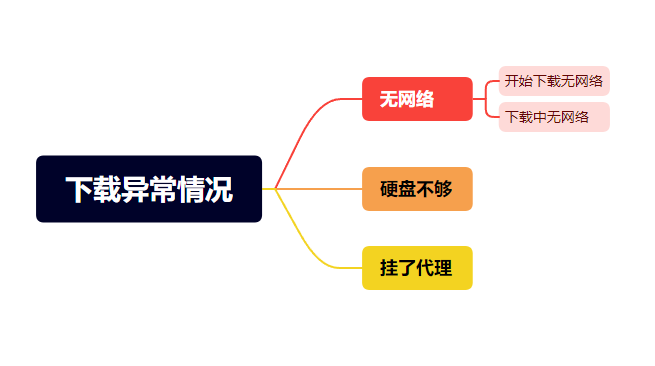 下载异常情况
无网络
开始下载无网络
下载中无网络
硬盘不够
挂了代理